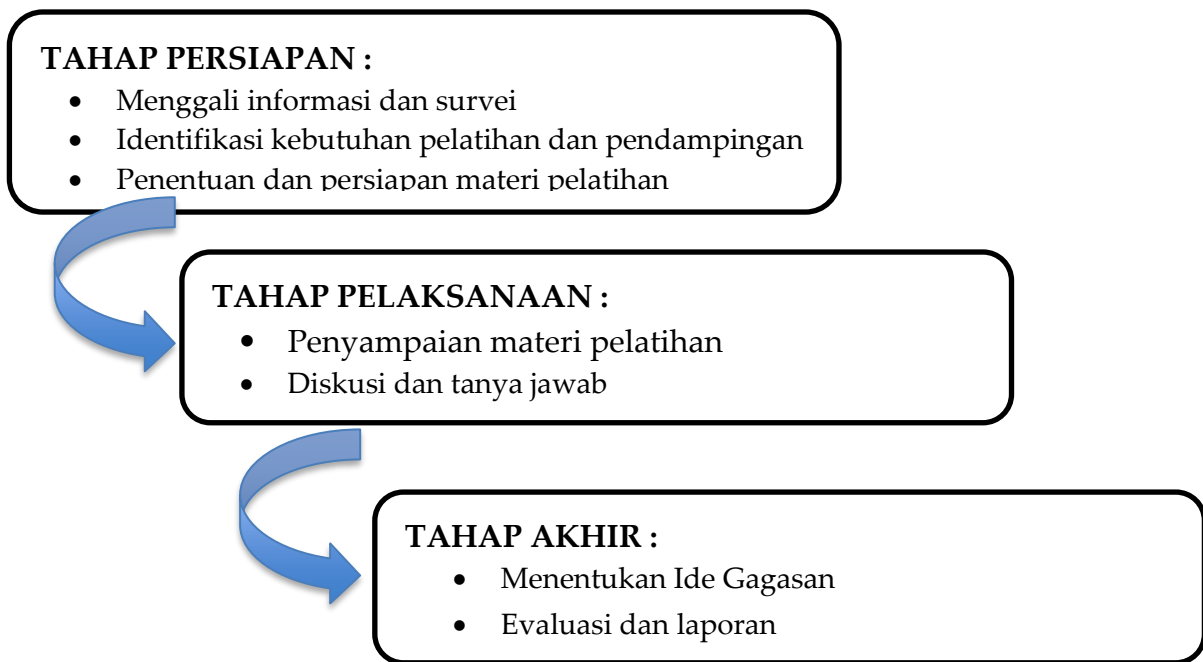 TAHAP PERSIAPAN :
• Menggali informasi dan survei
• Identifikasi kebutuhan pelatihan dan pendampingan
• Penentuan dan persiapan materi pelatihan
TAHAP PELAKSANAAN :
• Penyampaian materi pelatihan
• Diskusi dan tanya jawab
TAHAP AKHIR :
• Menentukan Ide Gagasan
• Evaluasi dan laporan